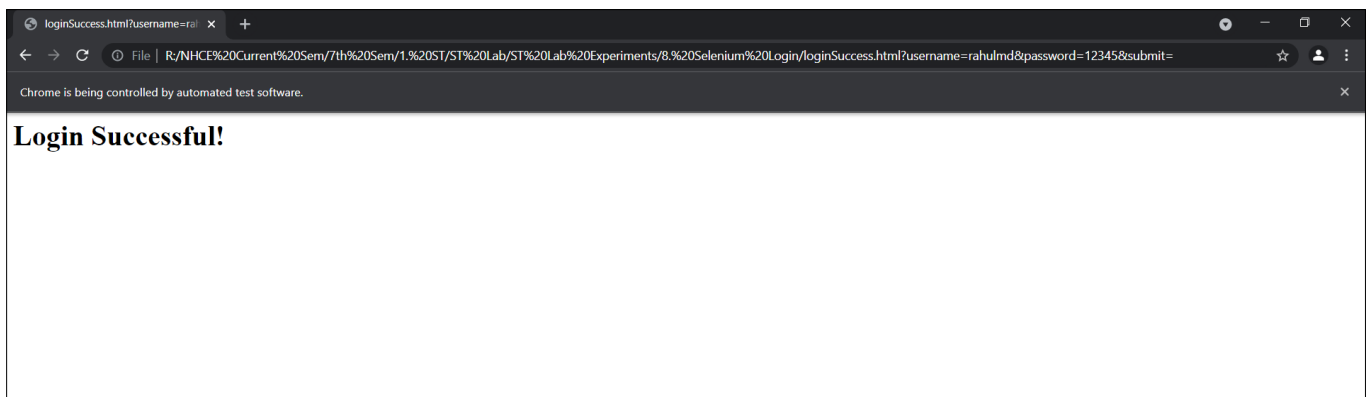 loginSuccess.html?username=rah
File | R:/NHCE%20Current%20Sem/7th%20Sem/1.%20ST/ST%20Lab/ST%20Lab%20Experiments/8.%20Selenium%20Login/loginSuccess.html?username=rahulmd&password=12345&submit=
Chrome is being controlled by automated test software.
Login Successful!